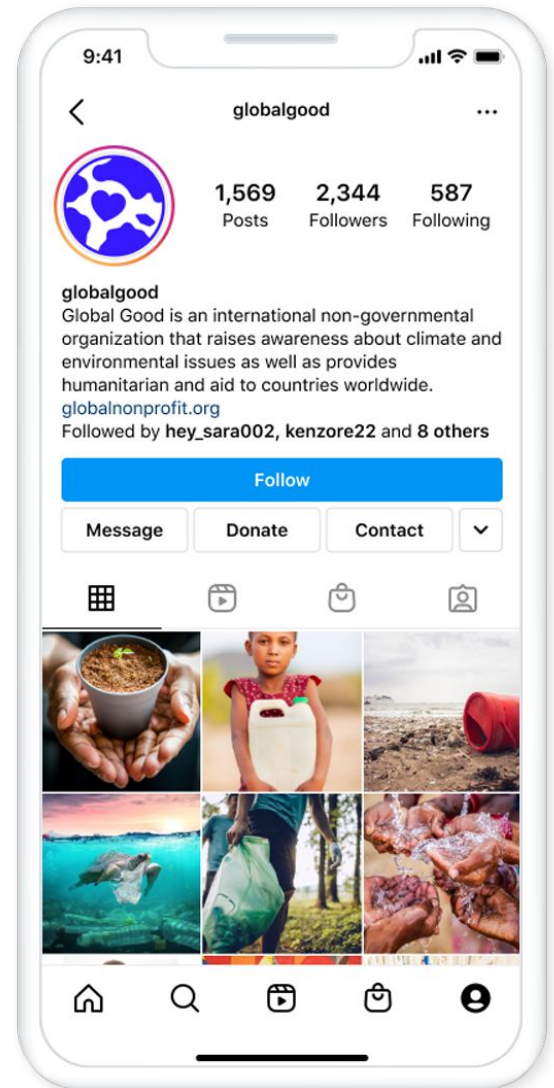 9:41
globalgood
1,569 2,344 587
Posts Followers Following
globalgood
Global Good is an international non-governmental
organization that raises awareness about climate and
environmental issues as well as provides
humanitarian and aid to countries worldwide.
globalnonprofit.org
Followed by hey_sara002, kenzore22 and 8 others
Follow
Message Donate Contact